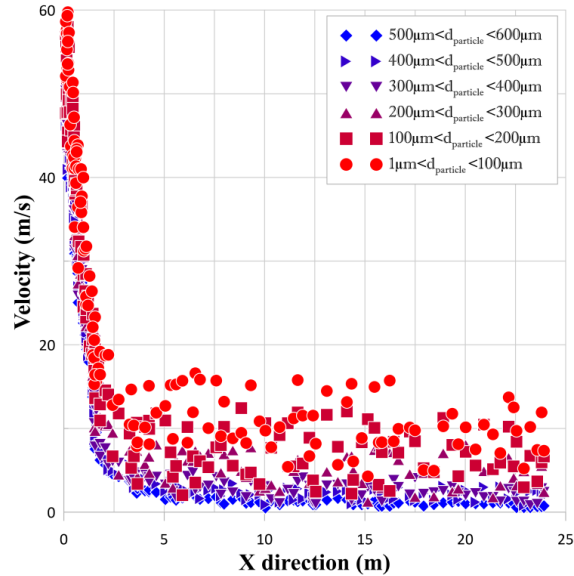 60
40
20
0
0
5
10
15
20
25
Velocity (m/s)
X direction (m)
500μm<dparticle<600μm
400μm<dparticle<500μm
300μm<dparticle<400μm
200μm<dparticle<300μm
100μm<dparticle<200μm
1μm<dparticle<100μm